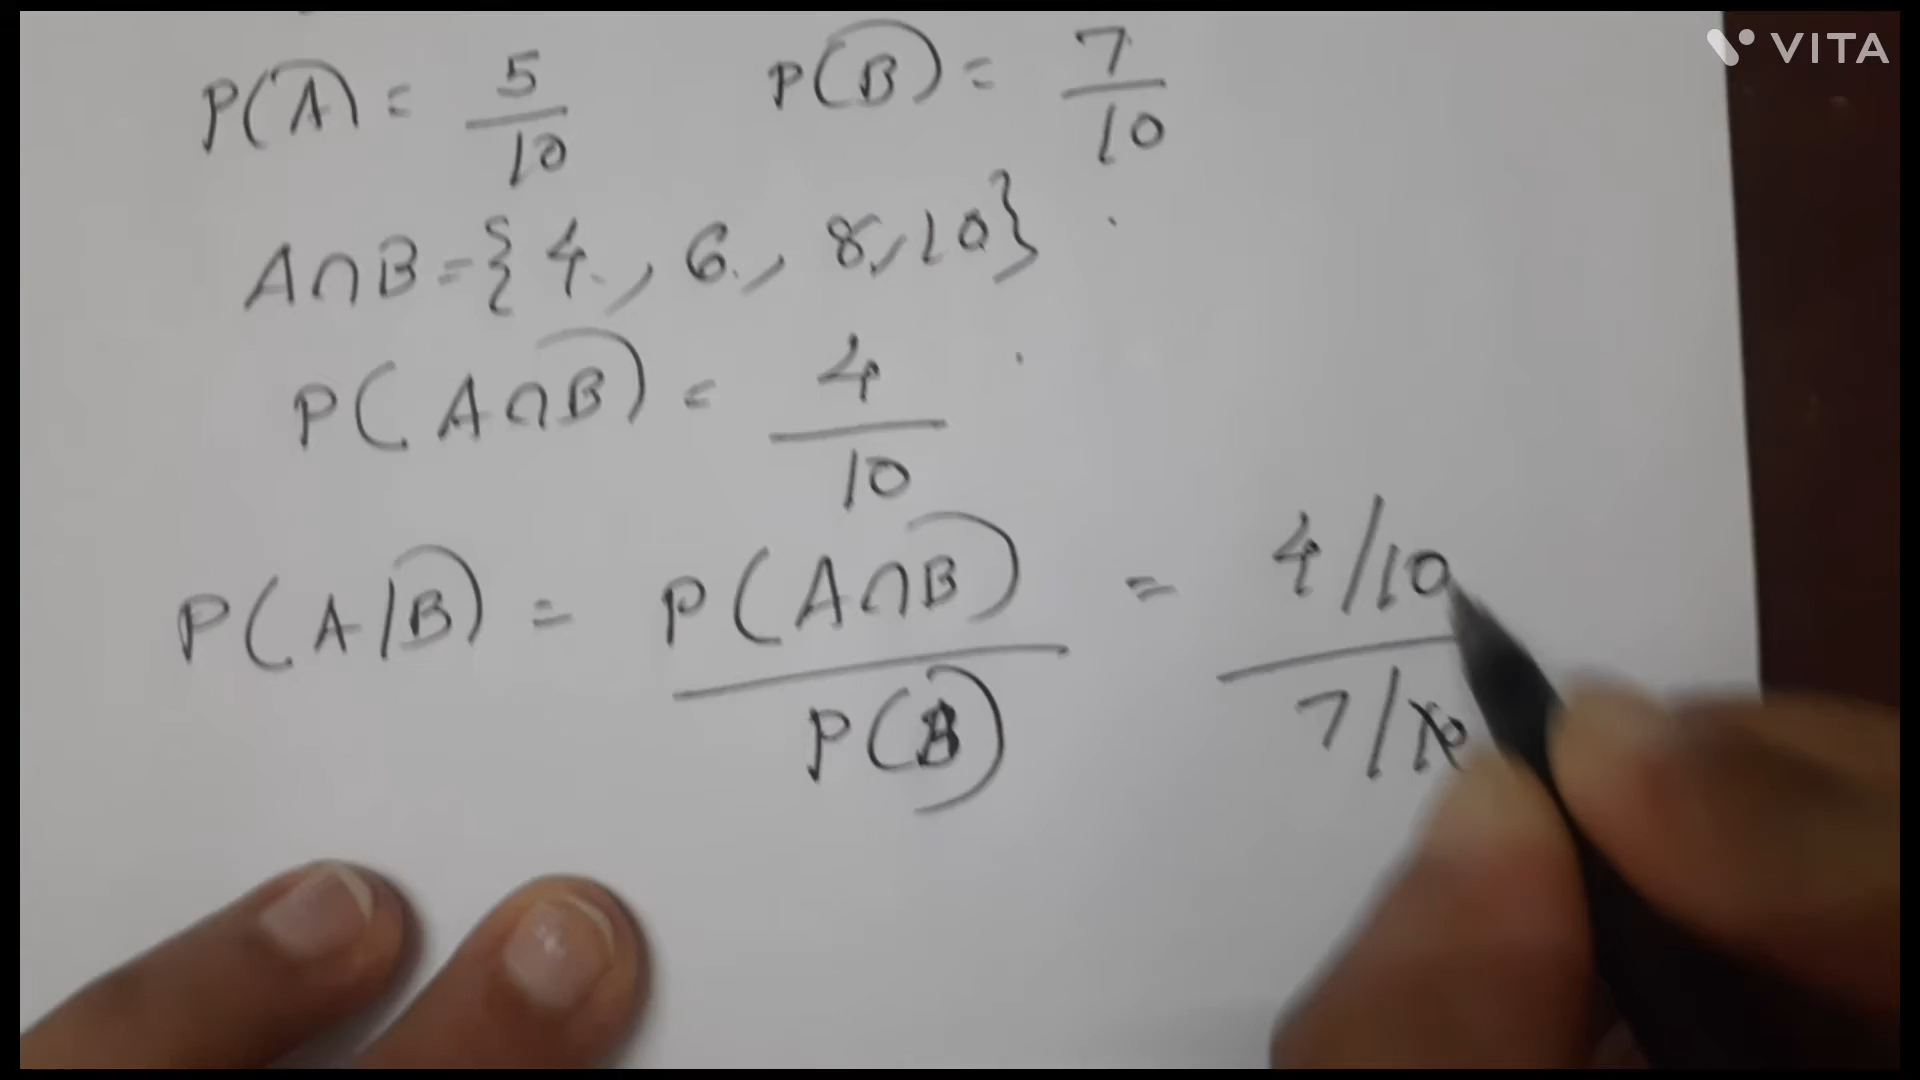 VITA
P(A) = 5/10 P(B) = 7/10
A∩B = {4, 6, 8, 10}
P(A∩B) = 4/10
P(A/B) = P(A∩B)/P(B) = 4/10 / 7/10